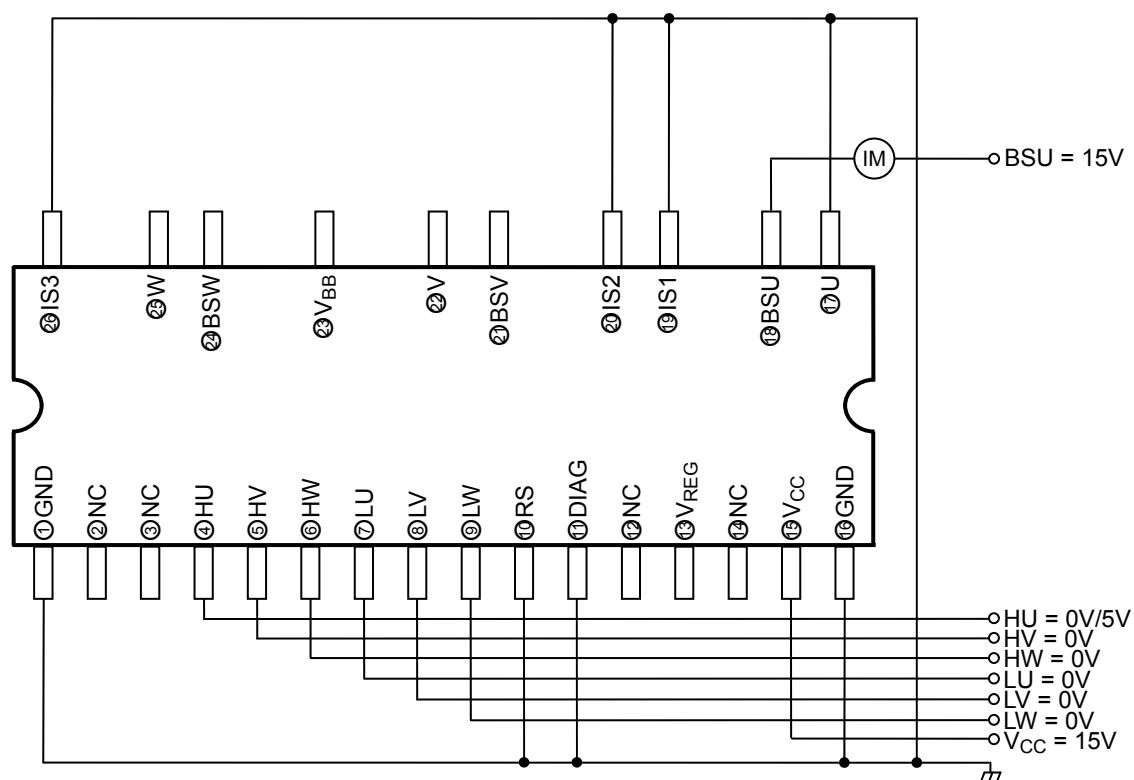 IM
BSU = 15V
㉖IS3
㉕W
㉔BSW
㉓VBB
㉒V
㉑BSV
⑳IS2
⑲IS1
⑱BSU
⑰U
①GND
②NC
③NC
④HU
⑤HV
⑥HW
⑦LU
⑧LV
⑨LW
⑩RS
⑪DIAG
⑫NC
⑬VREG
⑭NC
⑮VCC
⑯GND
HU = 0V/5V
HV = 0V
HW = 0V
LU = 0V
LV = 0V
LW = 0V
VCC = 15V